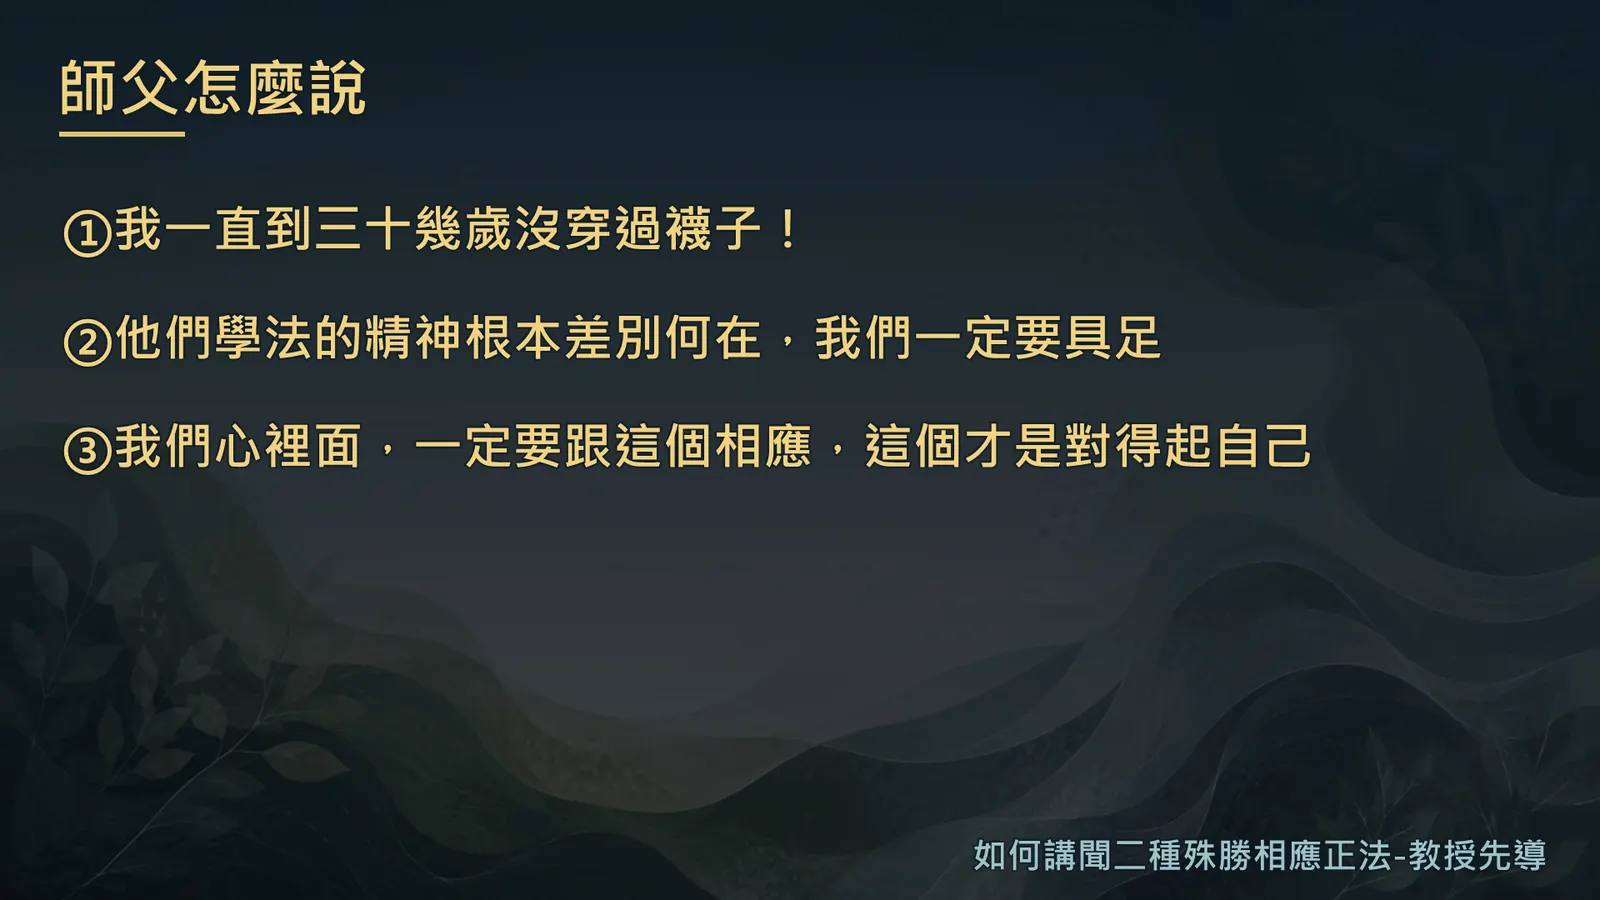 師父怎麼說
①我一直到三十幾歲沒穿過襪子！
②他們學法的精神根本差別何在，我們一定要具足
③我們心裡面，一定要跟這個相應，這個才是對得起自己
如何講聞二種殊勝相應正法-教授先導